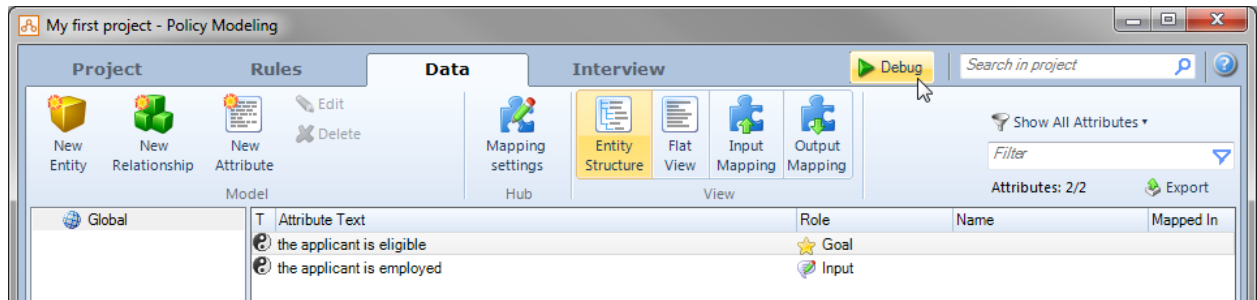 My first project - Policy Modeling
Project Rules Data Interview Debug Search in project
New Entity
New Relationship
New Attribute
Edit
Delete
Model
Mapping settings
Hub
Entity Structure
Flat View
Input Mapping
Output Mapping
View
Show All Attributes
Filter
Attributes: 2/2 Export
Global
T Attribute Text Role Name Mapped In
the applicant is eligible Goal
the applicant is employed Input